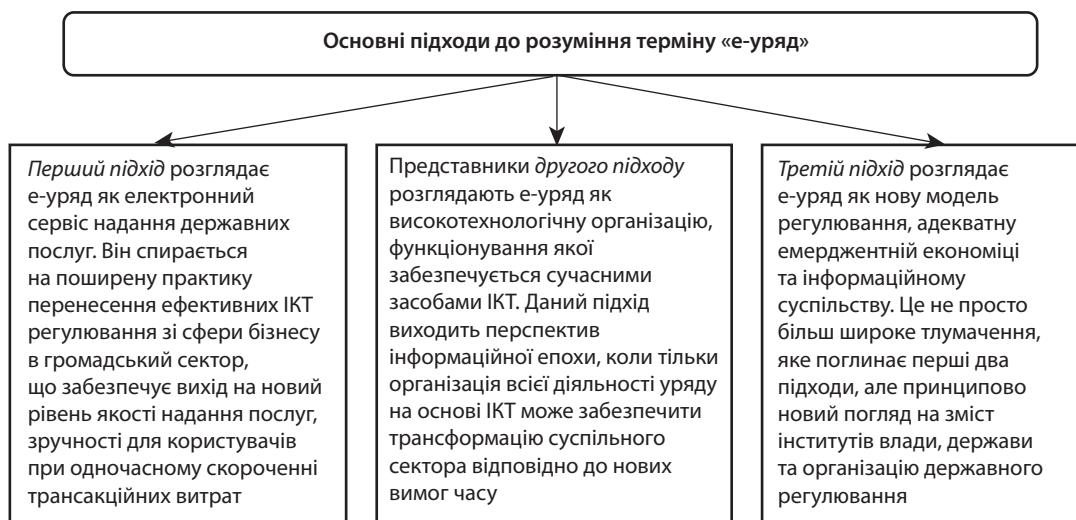 Основні підходи до розуміння терміну «е-уряд»
Перший підхід розглядає
е-уряд як електронний
сервіс надання державних
послуг. Він спирається
на поширену практику
перенесення ефективних ІКТ
регулювання зі сфери бізнесу
в громадський сектор,
що забезпечує вихід на новий
рівень якості надання послуг,
зручності для користувачів
при одночасному скороченні
трансакційних витрат
Представники другого підходу
розглядають е-уряд як
високотехнологічну організацію,
функціонування якої
забезпечується сучасними
засобами ІКТ. Даний підхід
виходить перспектив
інформаційної епохи, коли тільки
організація всієї діяльності уряду
на основі ІКТ може забезпечити
трансформацію суспільного
сектора відповідно до нових
вимог часу
Третій підхід розглядає
е-уряд як нову модель
регулювання, адекватну
емерджентній економіці
та інформаційному
суспільству. Це не просто
більш широке тлумачення,
яке поглинає перші два
підходи, але принципово
новий погляд на зміст
інститутів влади, держави
та організацію державного
регулювання